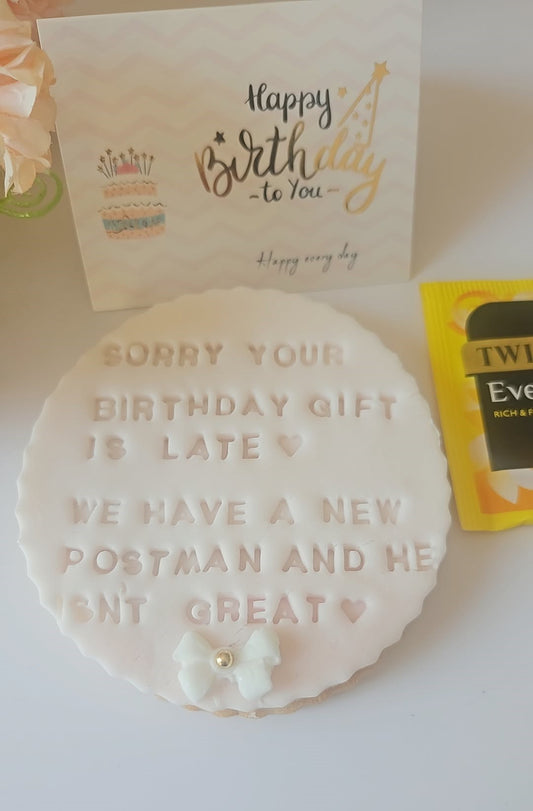 Happy
Birthday
-to You-
Happy every day
SORRY YOUR
BIRTHDAY GIFT
IS LATE ♥
WE HAVE A NEW
POSTMAN AND HE
ISNT GREAT ♥
TWI
Eve
RICH & F